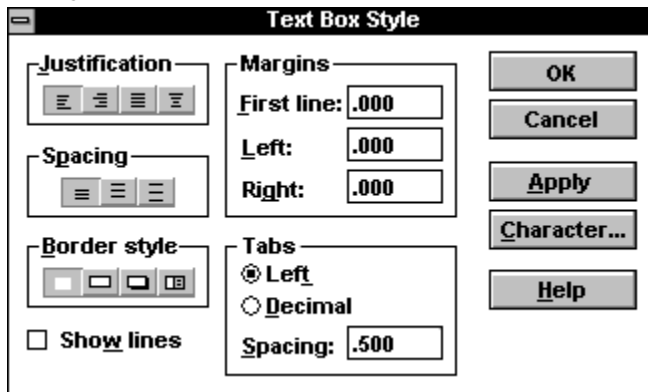 Text Box Style
Justification
Spacing
Border style
Show lines
Margins
First line: .000
Left: .000
Right: .000
Tabs
Left
Decimal
Spacing: .500
OK
Cancel
Apply
Character...
Help